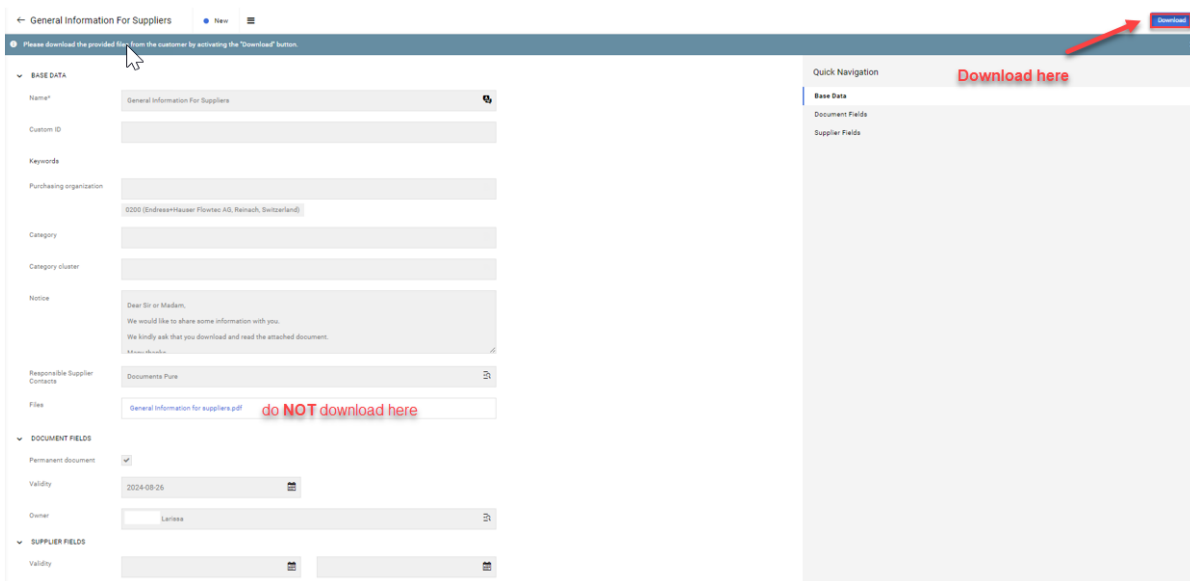 ← General Information For Suppliers
New
Download
Please download the provided files from the customer by activating the "Download" button.
Download here
Quick Navigation
Base Data
Document Fields
Supplier Fields
BASE DATA
Name*
General Information For Suppliers
Custom ID
Keywords
Purchasing organization
0200 (Endress+Hauser Flowtec AG, Reinach, Switzerland)
Category
Category cluster
Notice
Dear Sir or Madam,
We would like to share some information with you.
We kindly ask that you download and read the attached document.
Many thanks
Responsible Supplier
Contacts
Documents Pure
Files
General Information for suppliers.pdf
do NOT download here
DOCUMENT FIELDS
Permanent document
Validity
2024-08-26
Owner
Larissa
SUPPLIER FIELDS
Validity